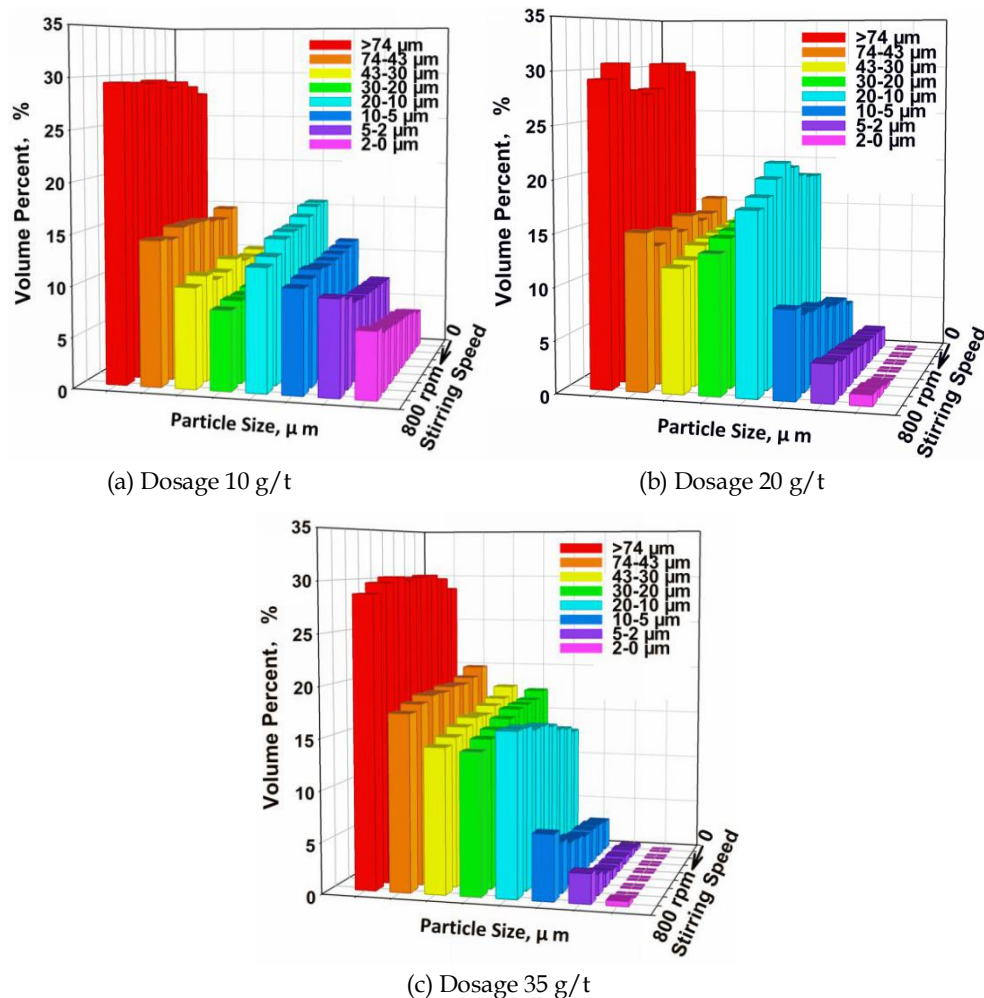 35
30
25
20
15
10
5
0
Volume Percent, %
>74 μm
74-43 μm
43-30 μm
30-20 μm
20-10 μm
10-5 μm
5-2 μm
2-0 μm
Particle Size, μ m
800 rpm
0
Stirring Speed
(a) Dosage 10 g/t
35
30
25
20
15
10
5
0
Volume Percent, %
>74 μm
74-43 μm
43-30 μm
30-20 μm
20-10 μm
10-5 μm
5-2 μm
2-0 μm
Particle Size, μ m
800 rpm
0
Stirring Speed
(b) Dosage 20 g/t
35
30
25
20
15
10
5
0
Volume Percent, %
>74 μm
74-43 μm
43-30 μm
30-20 μm
20-10 μm
10-5 μm
5-2 μm
2-0 μm
Particle Size, μ m
800 rpm
0
Stirring Speed
(c) Dosage 35 g/t